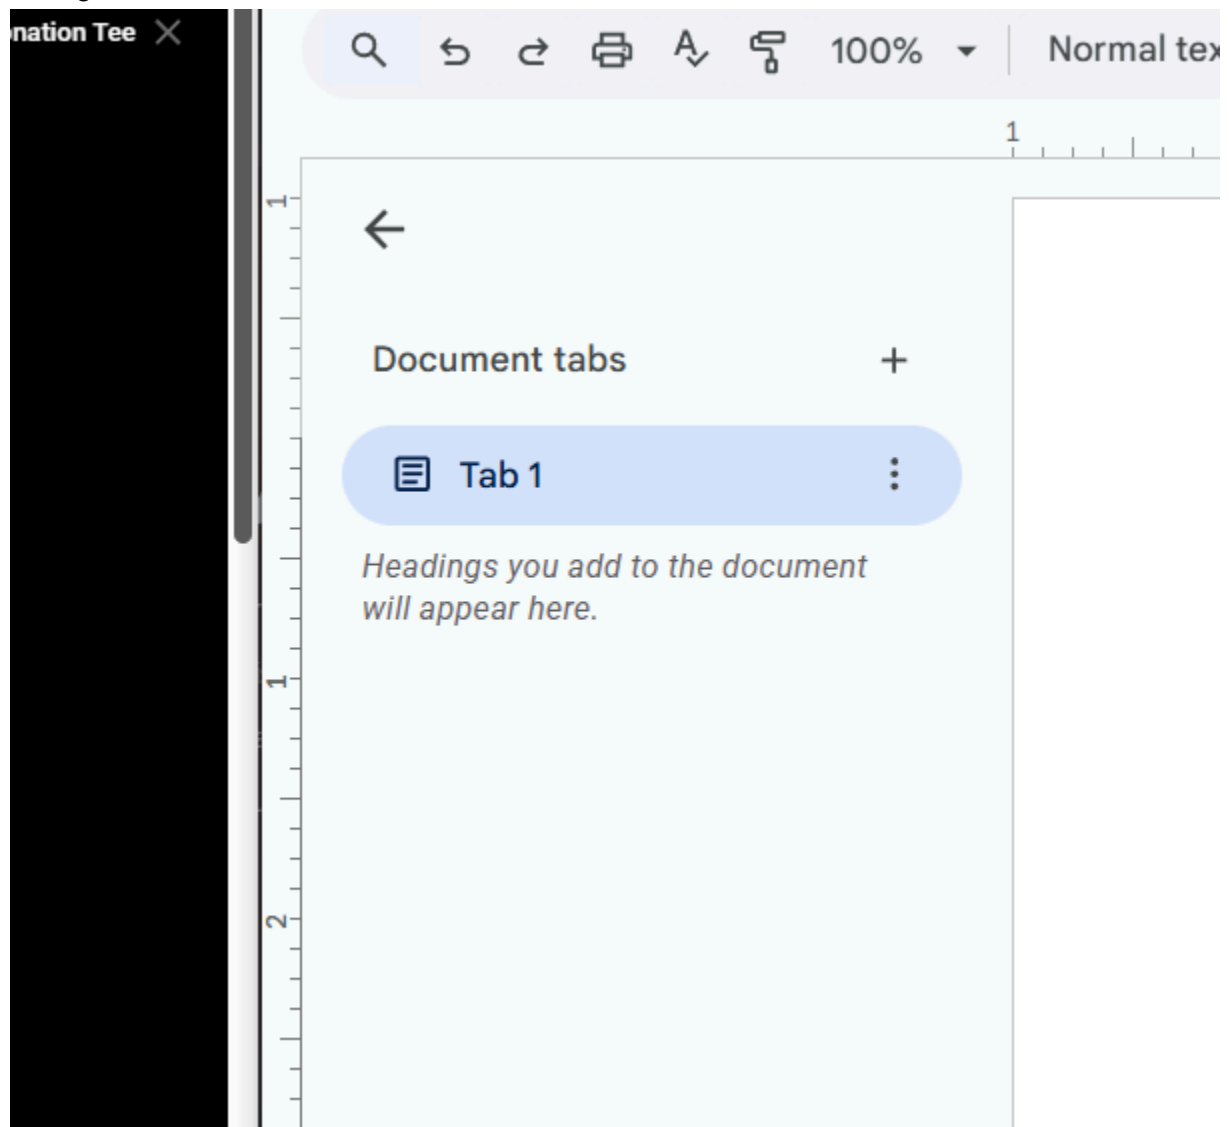 nation Tee
100%
Normal tex
1
1
Document tabs
Tab 1
Headings you add to the document
will appear here.
1
2